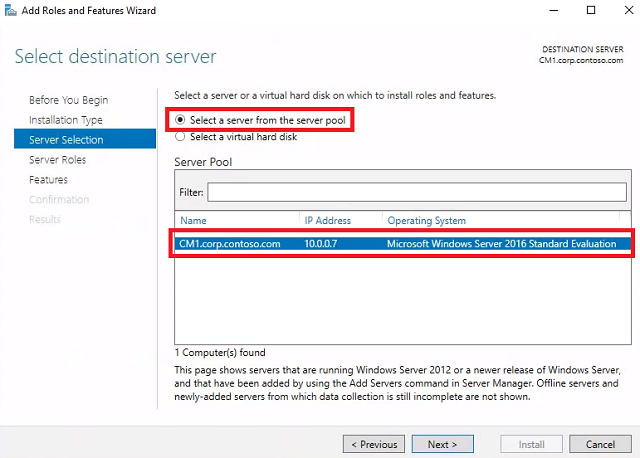 Add Roles and Features Wizard
Select destination server
DESTINATION SERVER
CM1.corp.contoso.com
Before You Begin
Installation Type
Server Selection
Server Roles
Features
Confirmation
Results
Select a server or a virtual hard disk on which to install roles and features.
Select a server from the server pool
Select a virtual hard disk
Server Pool
Filter:
Name IP Address Operating System
CM1.corp.contoso.com 10.0.0.7 Microsoft Windows Server 2016 Standard Evaluation
1 Computer(s) found
This page shows servers that are running Windows Server 2012 or a newer release of Windows Server,
and that have been added by using the Add Servers command in Server Manager. Offline servers and
newly-added servers from which data collection is still incomplete are not shown.
< Previous Next > Install Cancel